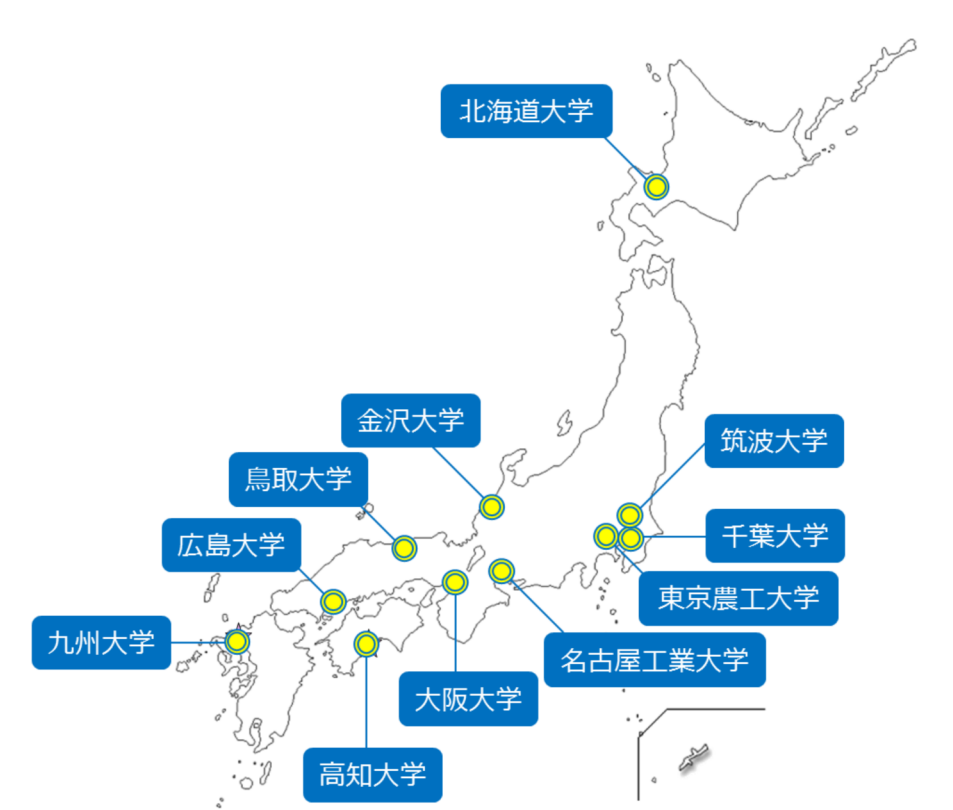 北海道大学
金沢大学
筑波大学
鳥取大学
千葉大学
広島大学
東京農工大学
九州大学
名古屋工業大学
大阪大学
高知大学